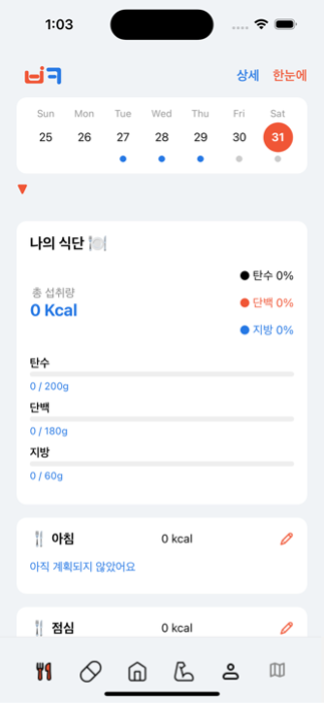 1:03
상세 한눈에
Sun Mon Tue Wed Thu Fri Sat
25 26 27 28 29 30 31
나의 식단
탄수 0%
총 섭취량
0 Kcal
단백 0%
지방 0%
탄수
0 / 200g
단백
0 / 180g
지방
0 / 60g
아침 0 kcal
아직 계획되지 않았어요
점심 0 kcal